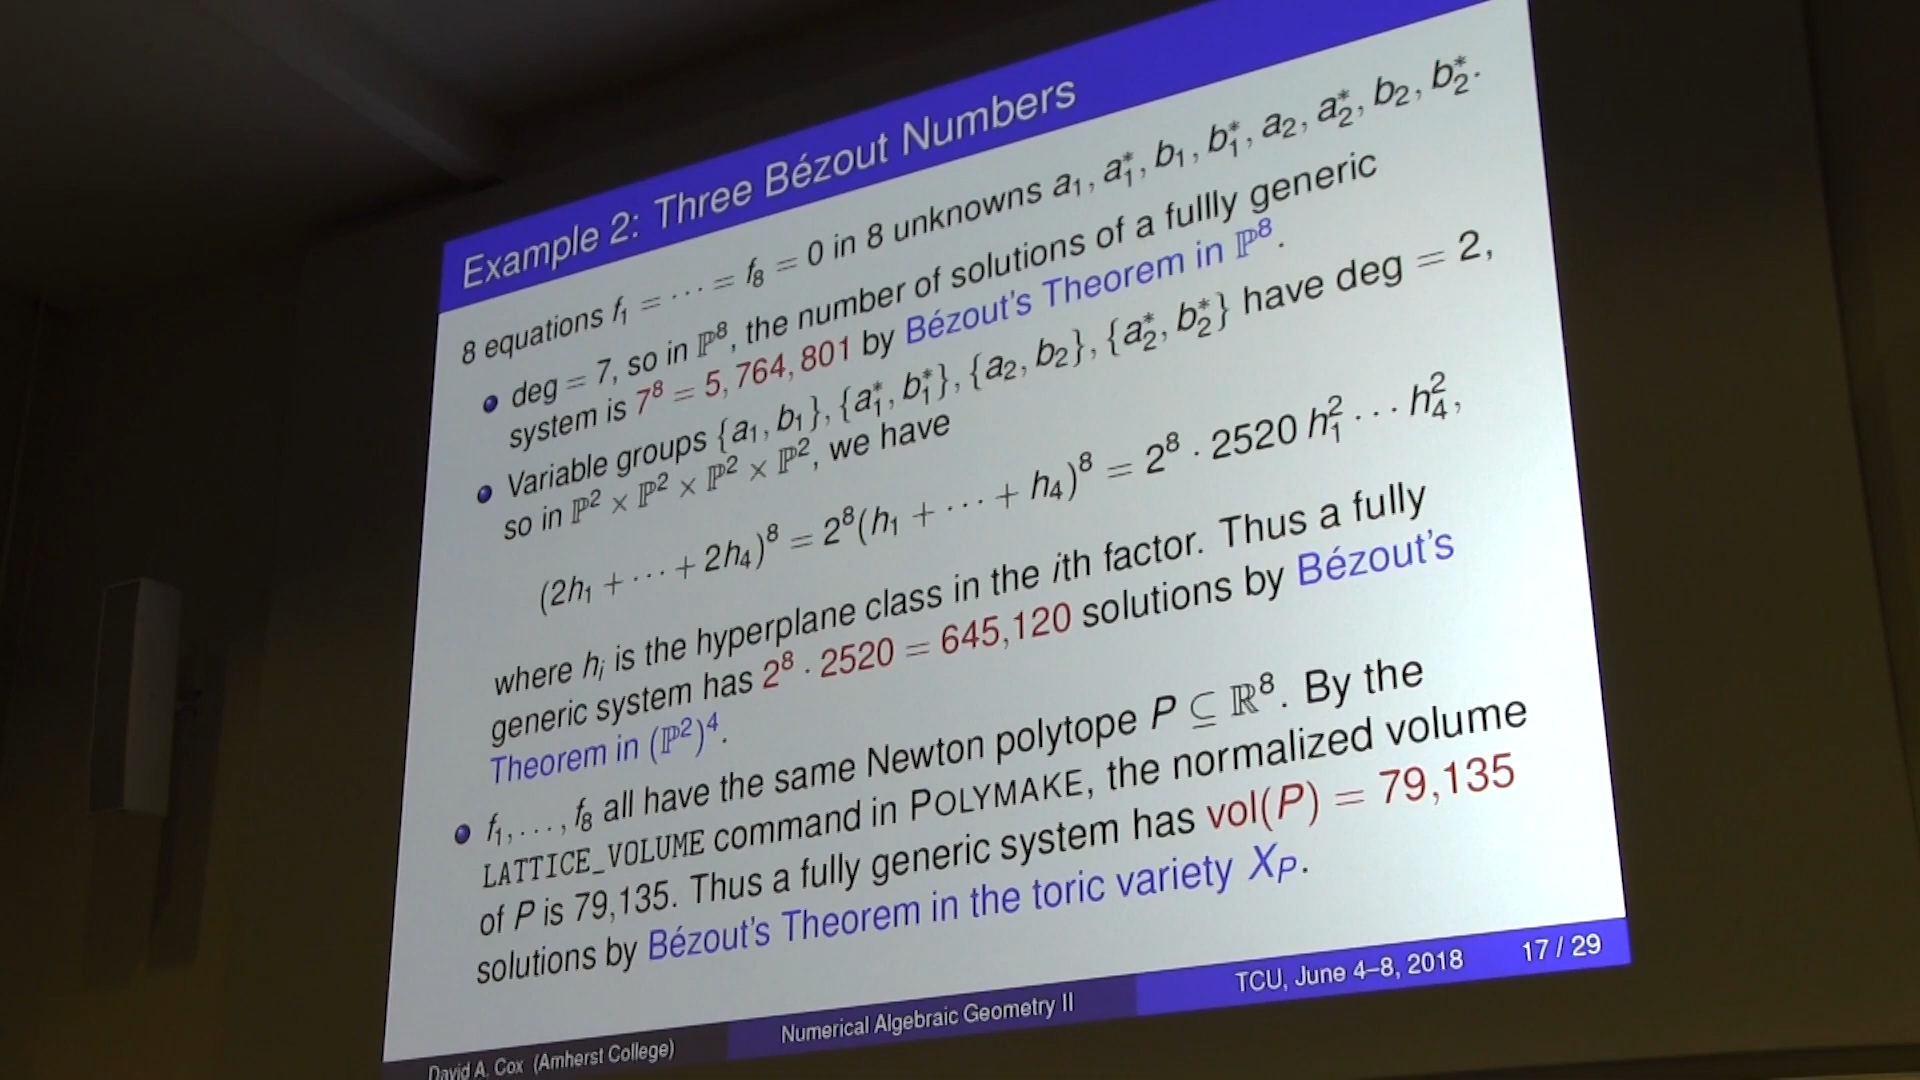 Example 2: Three Bézout Numbers
8 equations f₁ = ··· = f₈ = 0 in 8 unknowns a₁, a₁*, b₁, b₁*, a₂, a₂*, b₂, b₂*.
deg = 7, so in ℙ⁸, the number of solutions of a fullly generic
system is 7⁸ = 5,764,801 by Bézout's Theorem in ℙ⁸.
Variable groups {a₁, b₁}, {a₁*, b₁*}, {a₂, b₂}, {a₂*, b₂*} have deg = 2,
so in ℙ² × ℙ² × ℙ² × ℙ², we have
(2h₁ + ··· + 2h₄)⁸ = 2⁸(h₁ + ··· + h₄)⁸ = 2⁸ · 2520 h₁² ··· h₄²,
where hᵢ is the hyperplane class in the ith factor. Thus a fully
generic system has 2⁸ · 2520 = 645,120 solutions by Bézout's
Theorem in (ℙ²)⁴.
f₁, ..., f₈ all have the same Newton polytope P ⊆ ℝ⁸. By the
LATTICE_VOLUME command in POLYMAKE, the normalized volume
of P is 79,135. Thus a fully generic system has vol(P) = 79,135
solutions by Bézout's Theorem in the toric variety X_P.
David A. Cox (Amherst College) Numerical Algebraic Geometry II TCU, June 4–8, 2018 17 / 29